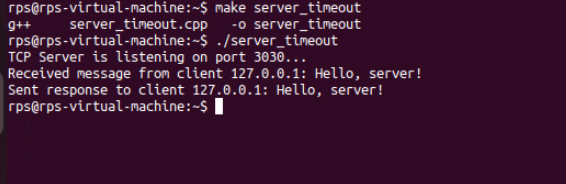 rps@rps-virtual-machine:~$ make server_timeout
g++     server_timeout.cpp   -o server_timeout
rps@rps-virtual-machine:~$ ./server_timeout
TCP Server is listening on port 3030...
Received message from client 127.0.0.1: Hello, server!
Sent response to client 127.0.0.1: Hello, server!
rps@rps-virtual-machine:~$